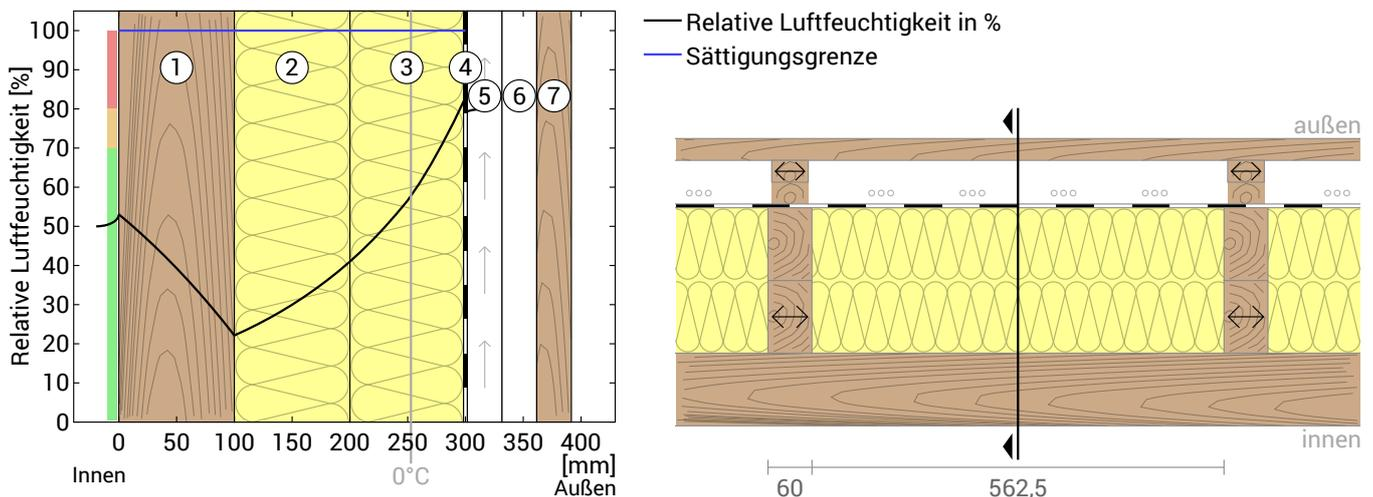 Relative Luftfeuchtigkeit [%]
100
90
80
70
60
50
40
30
20
10
0
1
2
3
4
5
6
7
0 50 100 150 200 250 300 350 400
[mm]
Innen
0°C
Außen
Relative Luftfeuchtigkeit in %
Sättigungsgrenze
außen
innen
60
562,5